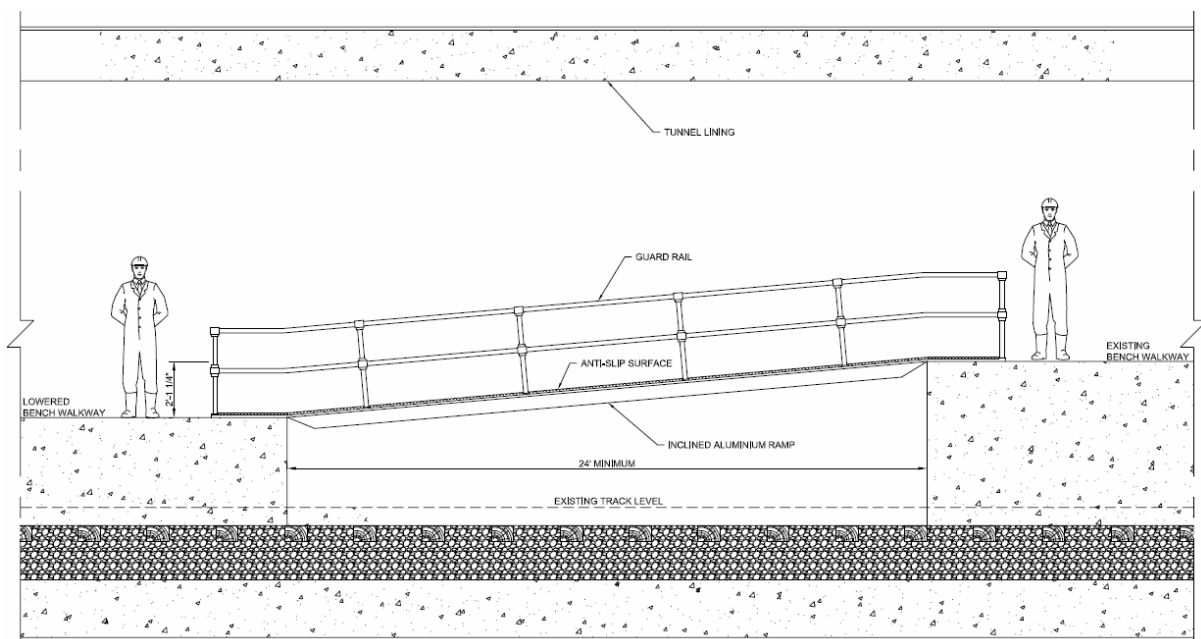 TUNNEL LINING
GUARD RAIL
ANTI-SLIP SURFACE
EXISTING
BENCH WALKWAY
2'-1 1/4"
LOWERED
BENCH WALKWAY
INCLINED ALUMINIUM RAMP
24' MINIMUM
EXISTING TRACK LEVEL